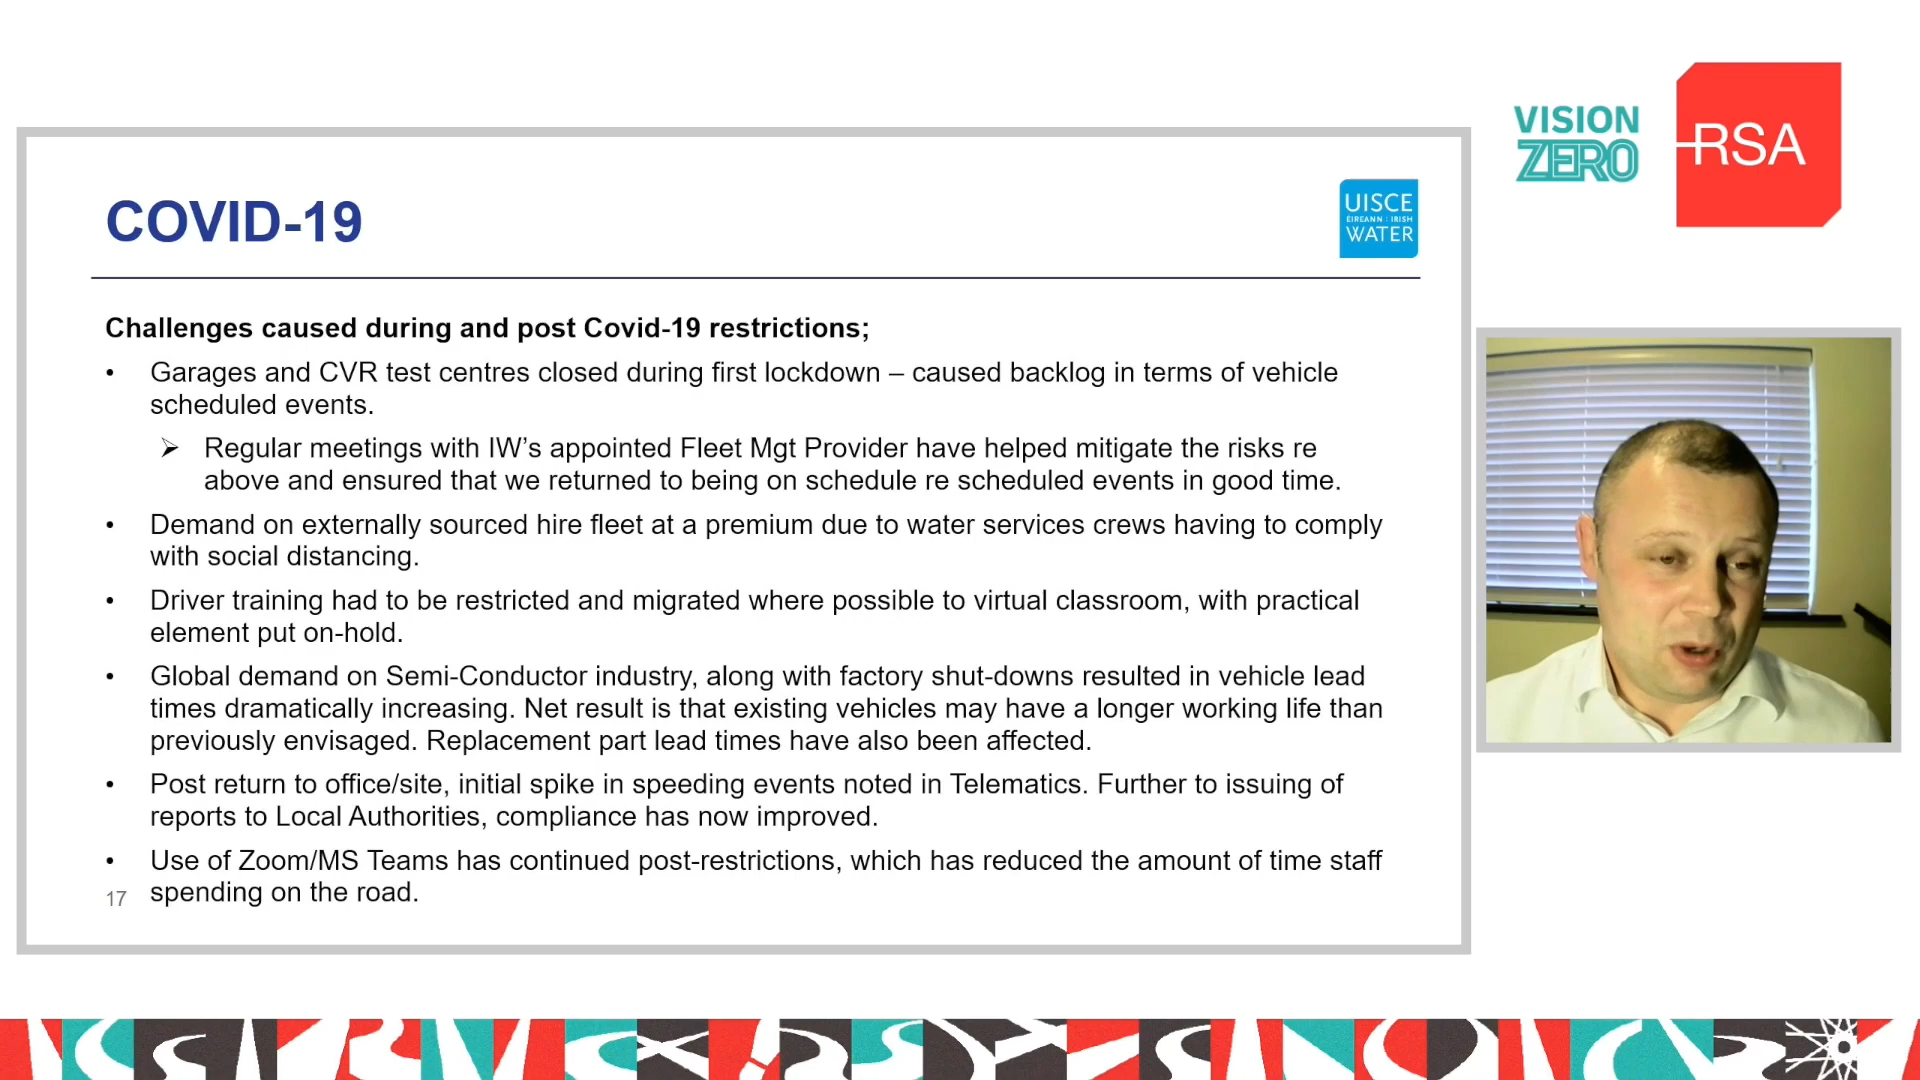 VISION
ZERO
RSA
COVID-19
UISCE
ÉIREANN : IRISH
WATER
Challenges caused during and post Covid-19 restrictions;
• Garages and CVR test centres closed during first lockdown – caused backlog in terms of vehicle
scheduled events.
➢ Regular meetings with IW’s appointed Fleet Mgt Provider have helped mitigate the risks re
above and ensured that we returned to being on schedule re scheduled events in good time.
• Demand on externally sourced hire fleet at a premium due to water services crews having to comply
with social distancing.
• Driver training had to be restricted and migrated where possible to virtual classroom, with practical
element put on-hold.
• Global demand on Semi-Conductor industry, along with factory shut-downs resulted in vehicle lead
times dramatically increasing. Net result is that existing vehicles may have a longer working life than
previously envisaged. Replacement part lead times have also been affected.
• Post return to office/site, initial spike in speeding events noted in Telematics. Further to issuing of
reports to Local Authorities, compliance has now improved.
• Use of Zoom/MS Teams has continued post-restrictions, which has reduced the amount of time staff
spending on the road.
17